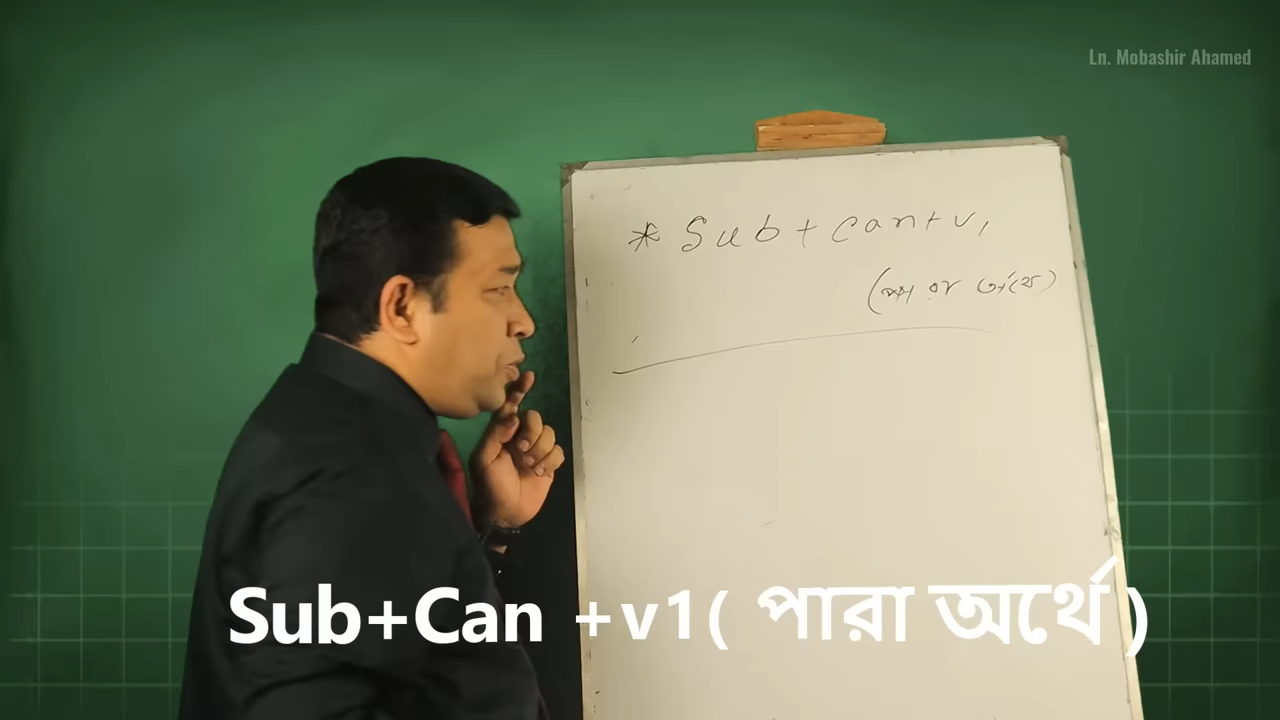 Ln. Mobashir Ahamed
* Sub + Can + v1
(পারা অর্থে)
Sub+Can +v1( পারা অর্থে )